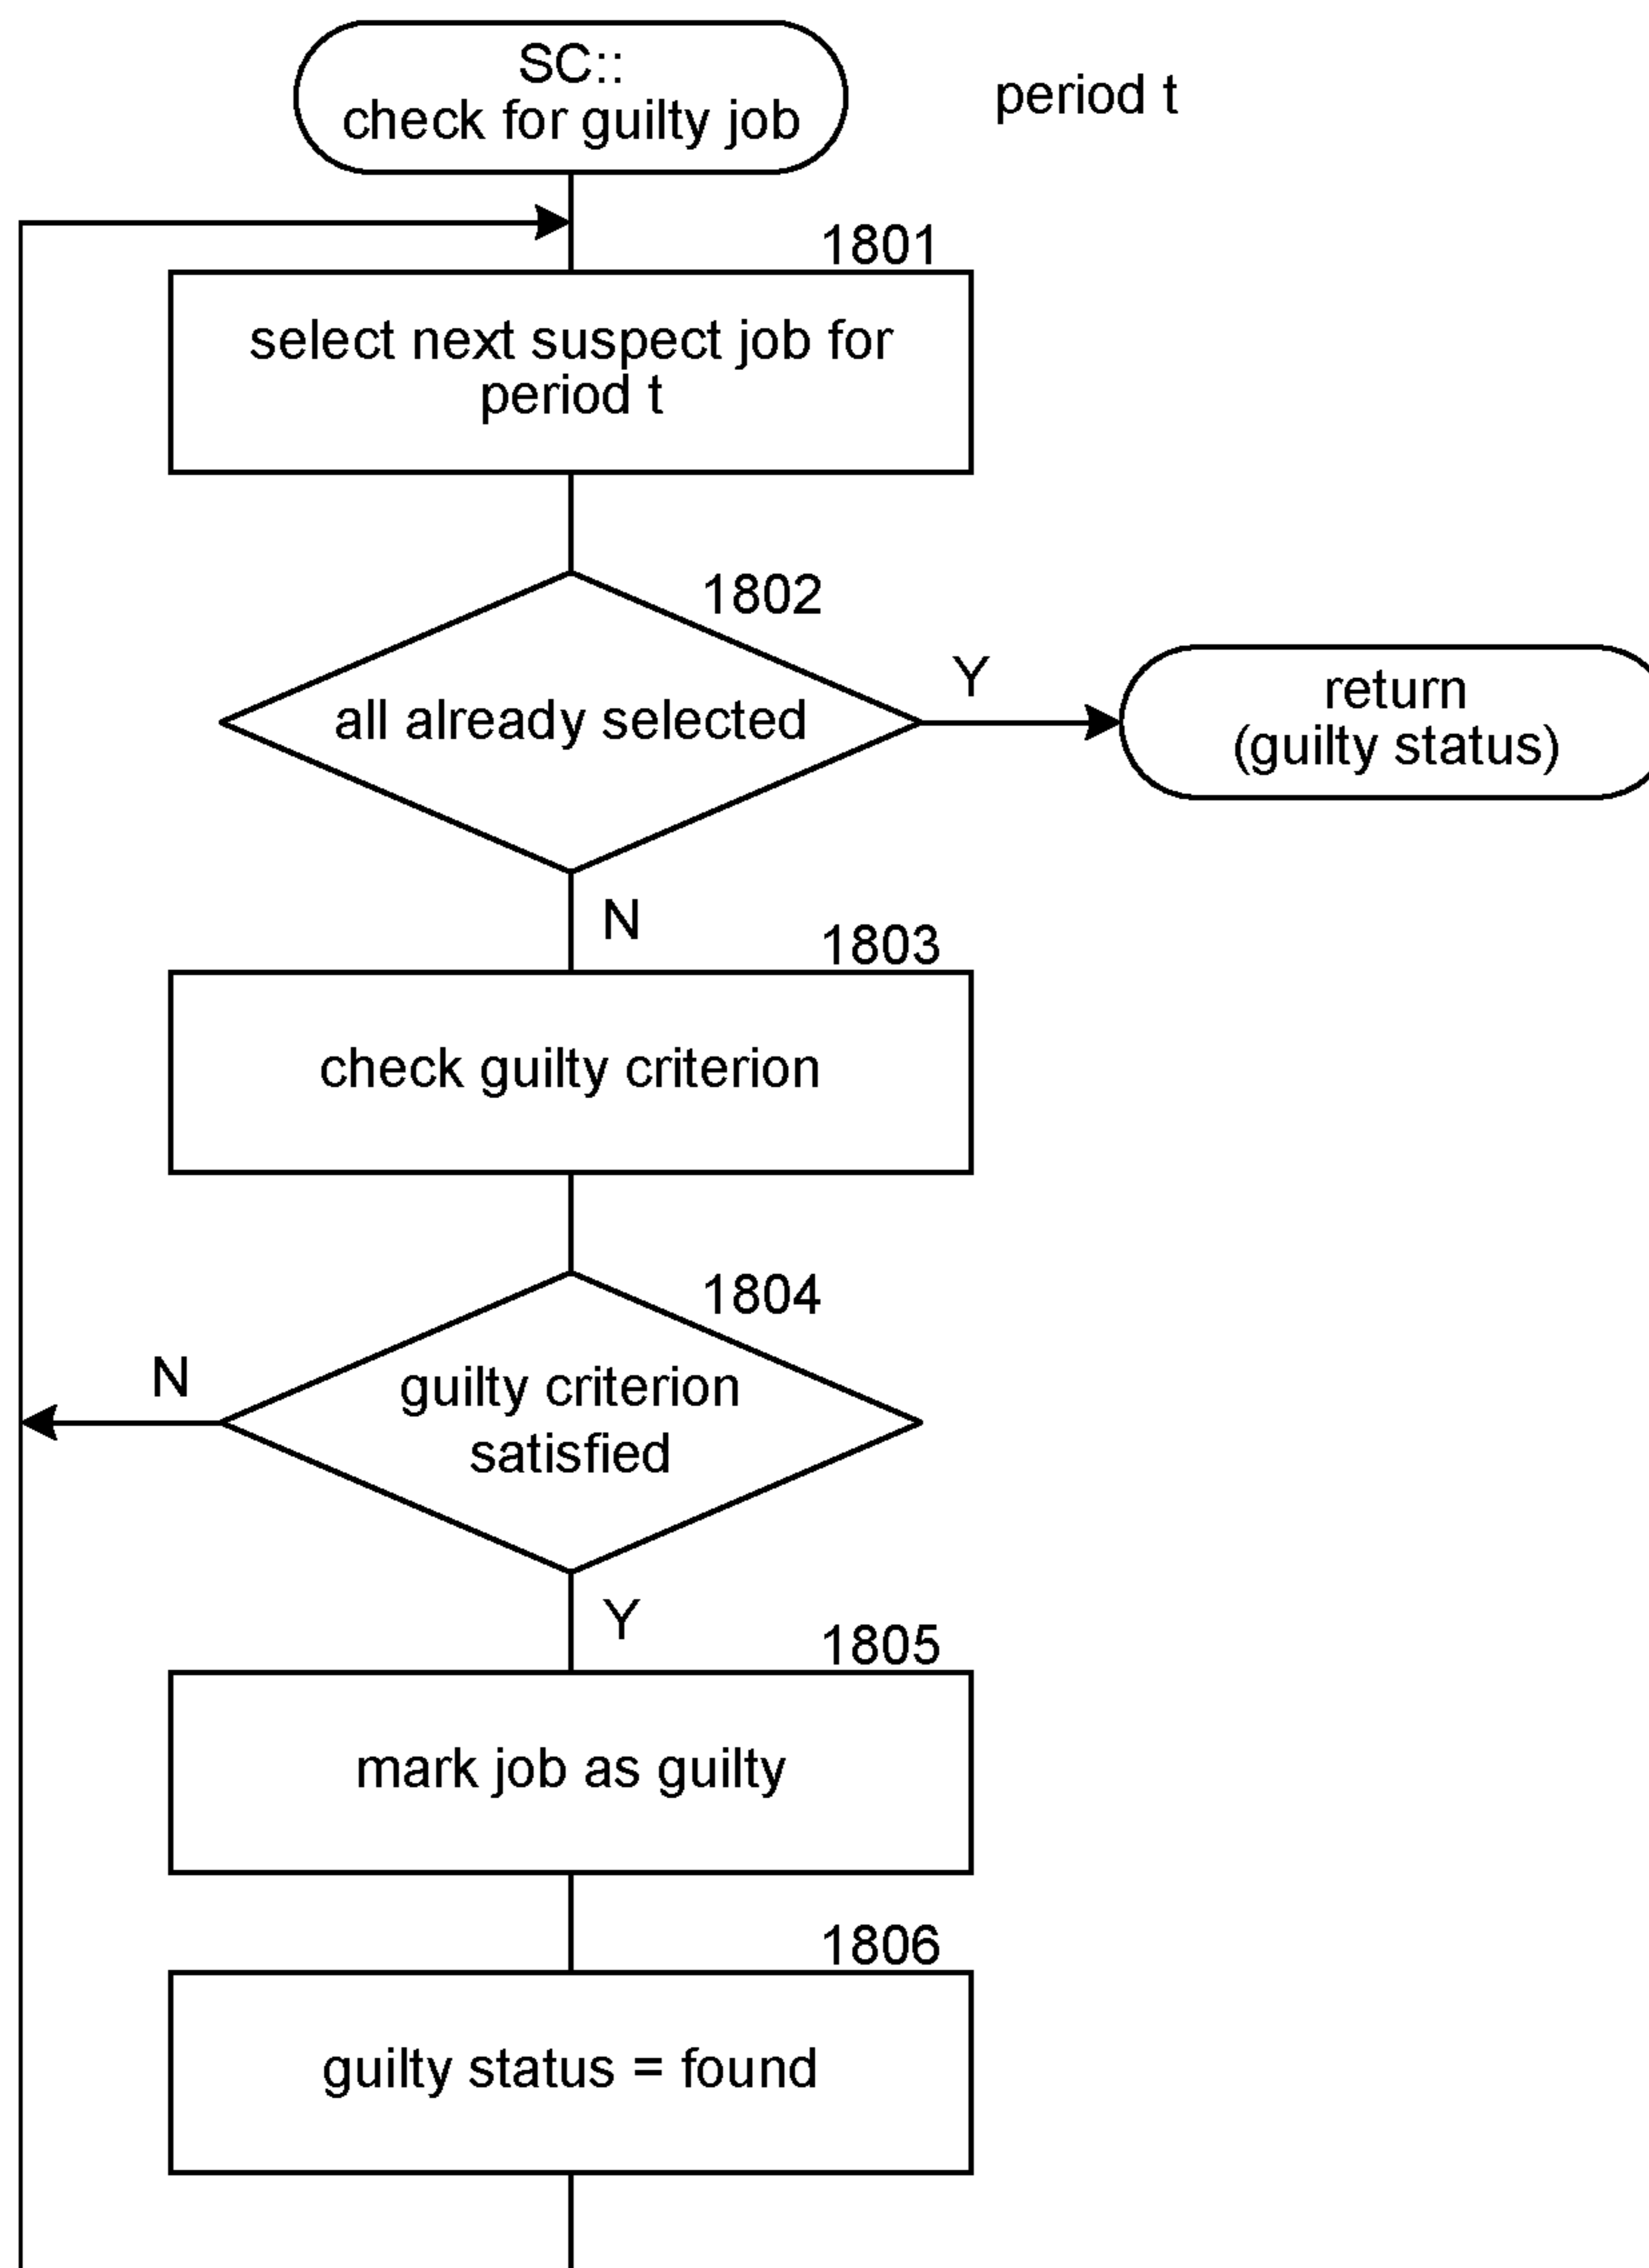 SC::
check for guilty job
period t
1801
select next suspect job for
period t
1802
all already selected
Y
return
(guilty status)
N
1803
check guilty criterion
1804
N
guilty criterion
satisfied
Y
1805
mark job as guilty
1806
guilty status = found